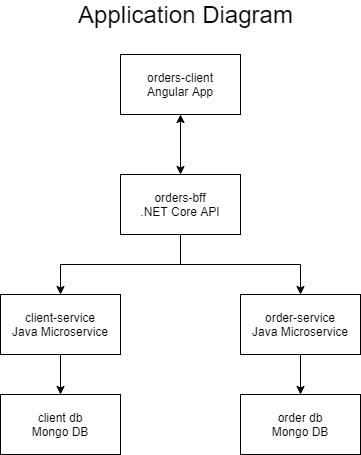 Application Diagram
orders-client
Angular App
orders-bff
.NET Core API
client-service
Java Microservice
order-service
Java Microservice
client db
Mongo DB
order db
Mongo DB